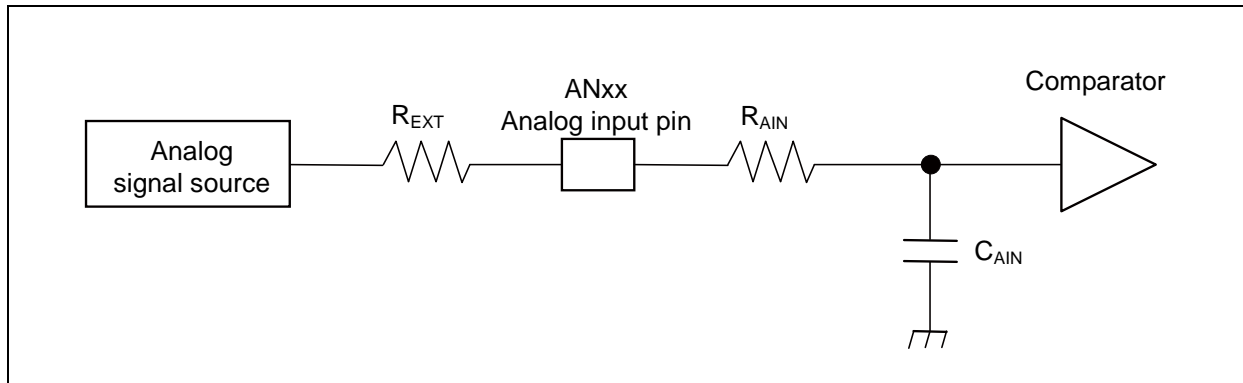 Analog
signal source
REXT
ANxx
Analog input pin
RAIN
Comparator
CAIN